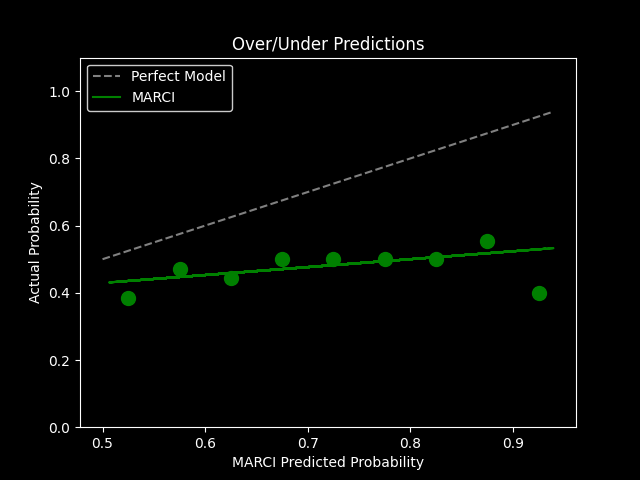 Over/Under Predictions
Perfect Model
MARCI
1.0
0.8
0.6
0.4
0.2
0.0
Actual Probability
0.5 0.6 0.7 0.8 0.9
MARCI Predicted Probability